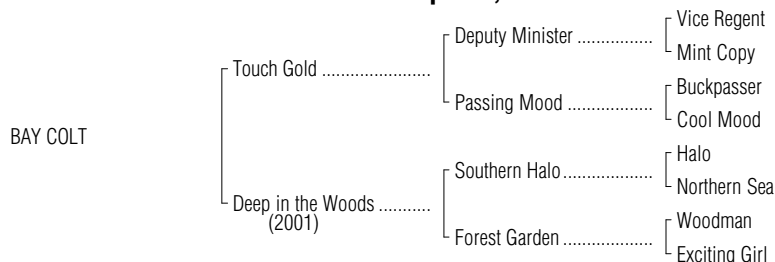 Vice Regent
Deputy Minister ..................
Mint Copy
Touch Gold ..........................
Buckpasser
Passing Mood ....................
Cool Mood
BAY COLT
Halo
Southern Halo .....................
Northern Sea
Deep in the Woods ...........
(2001)
Woodman
Forest Garden .....................
Exciting Girl